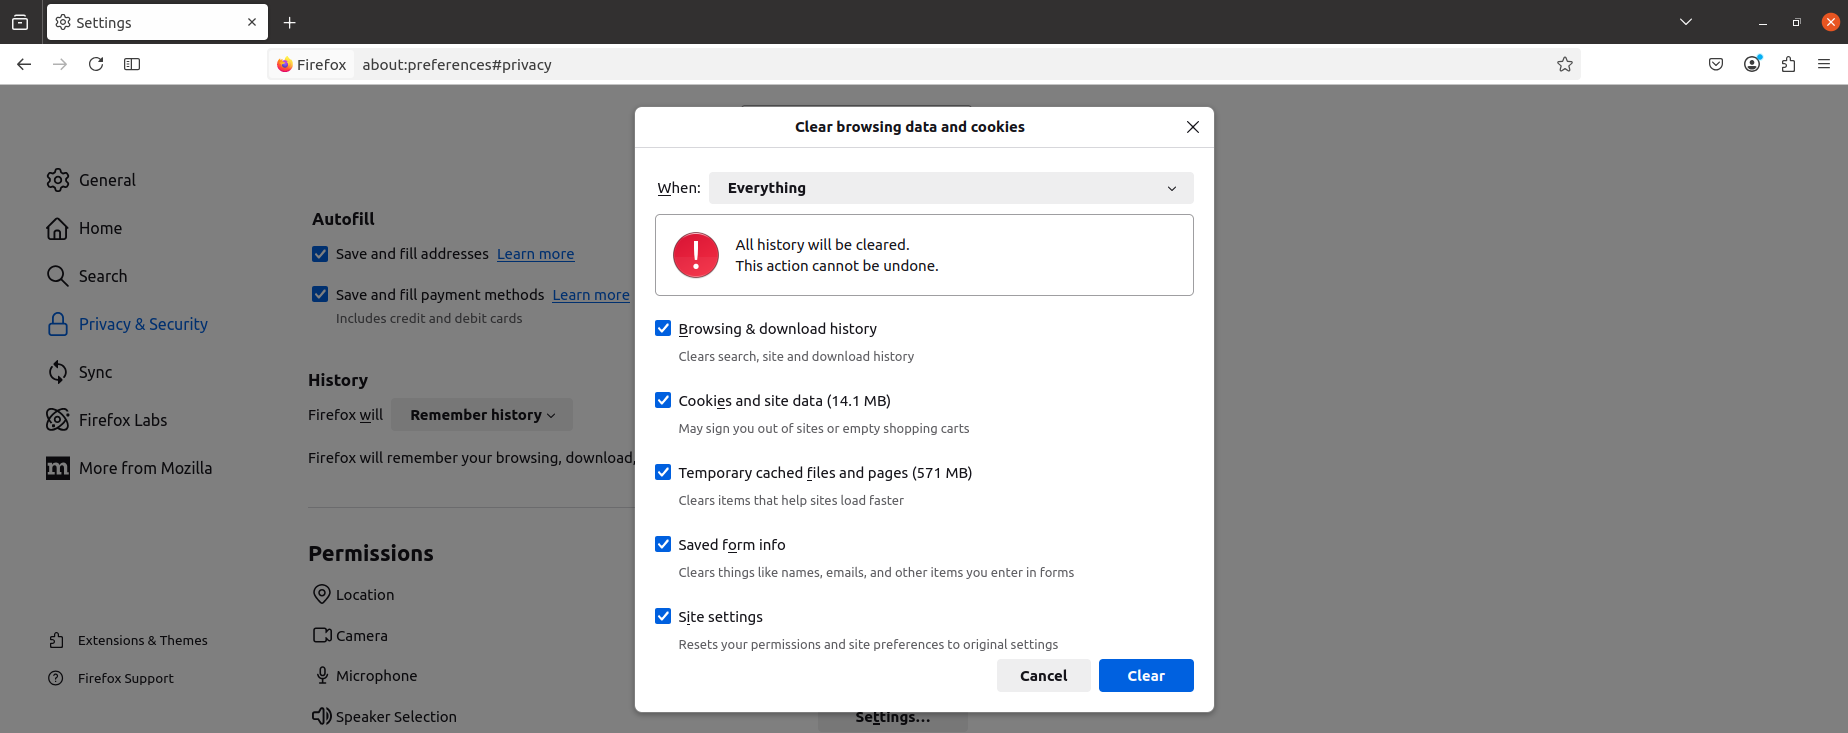 Settings
Firefox
about:preferences#privacy
General
Home
Search
Privacy & Security
Sync
Firefox Labs
More from Mozilla
Extensions & Themes
Firefox Support
Autofill
Save and fill addresses Learn more
Save and fill payment methods Learn more
Includes credit and debit cards
History
Firefox will Remember history
Firefox will remember your browsing, download,
Permissions
Location
Camera
Microphone
Speaker Selection
Settings...
Clear browsing data and cookies
When: Everything
All history will be cleared.
This action cannot be undone.
Browsing & download history
Clears search, site and download history
Cookies and site data (14.1 MB)
May sign you out of sites or empty shopping carts
Temporary cached files and pages (571 MB)
Clears items that help sites load faster
Saved form info
Clears things like names, emails, and other items you enter in forms
Site settings
Resets your permissions and site preferences to original settings
Cancel Clear